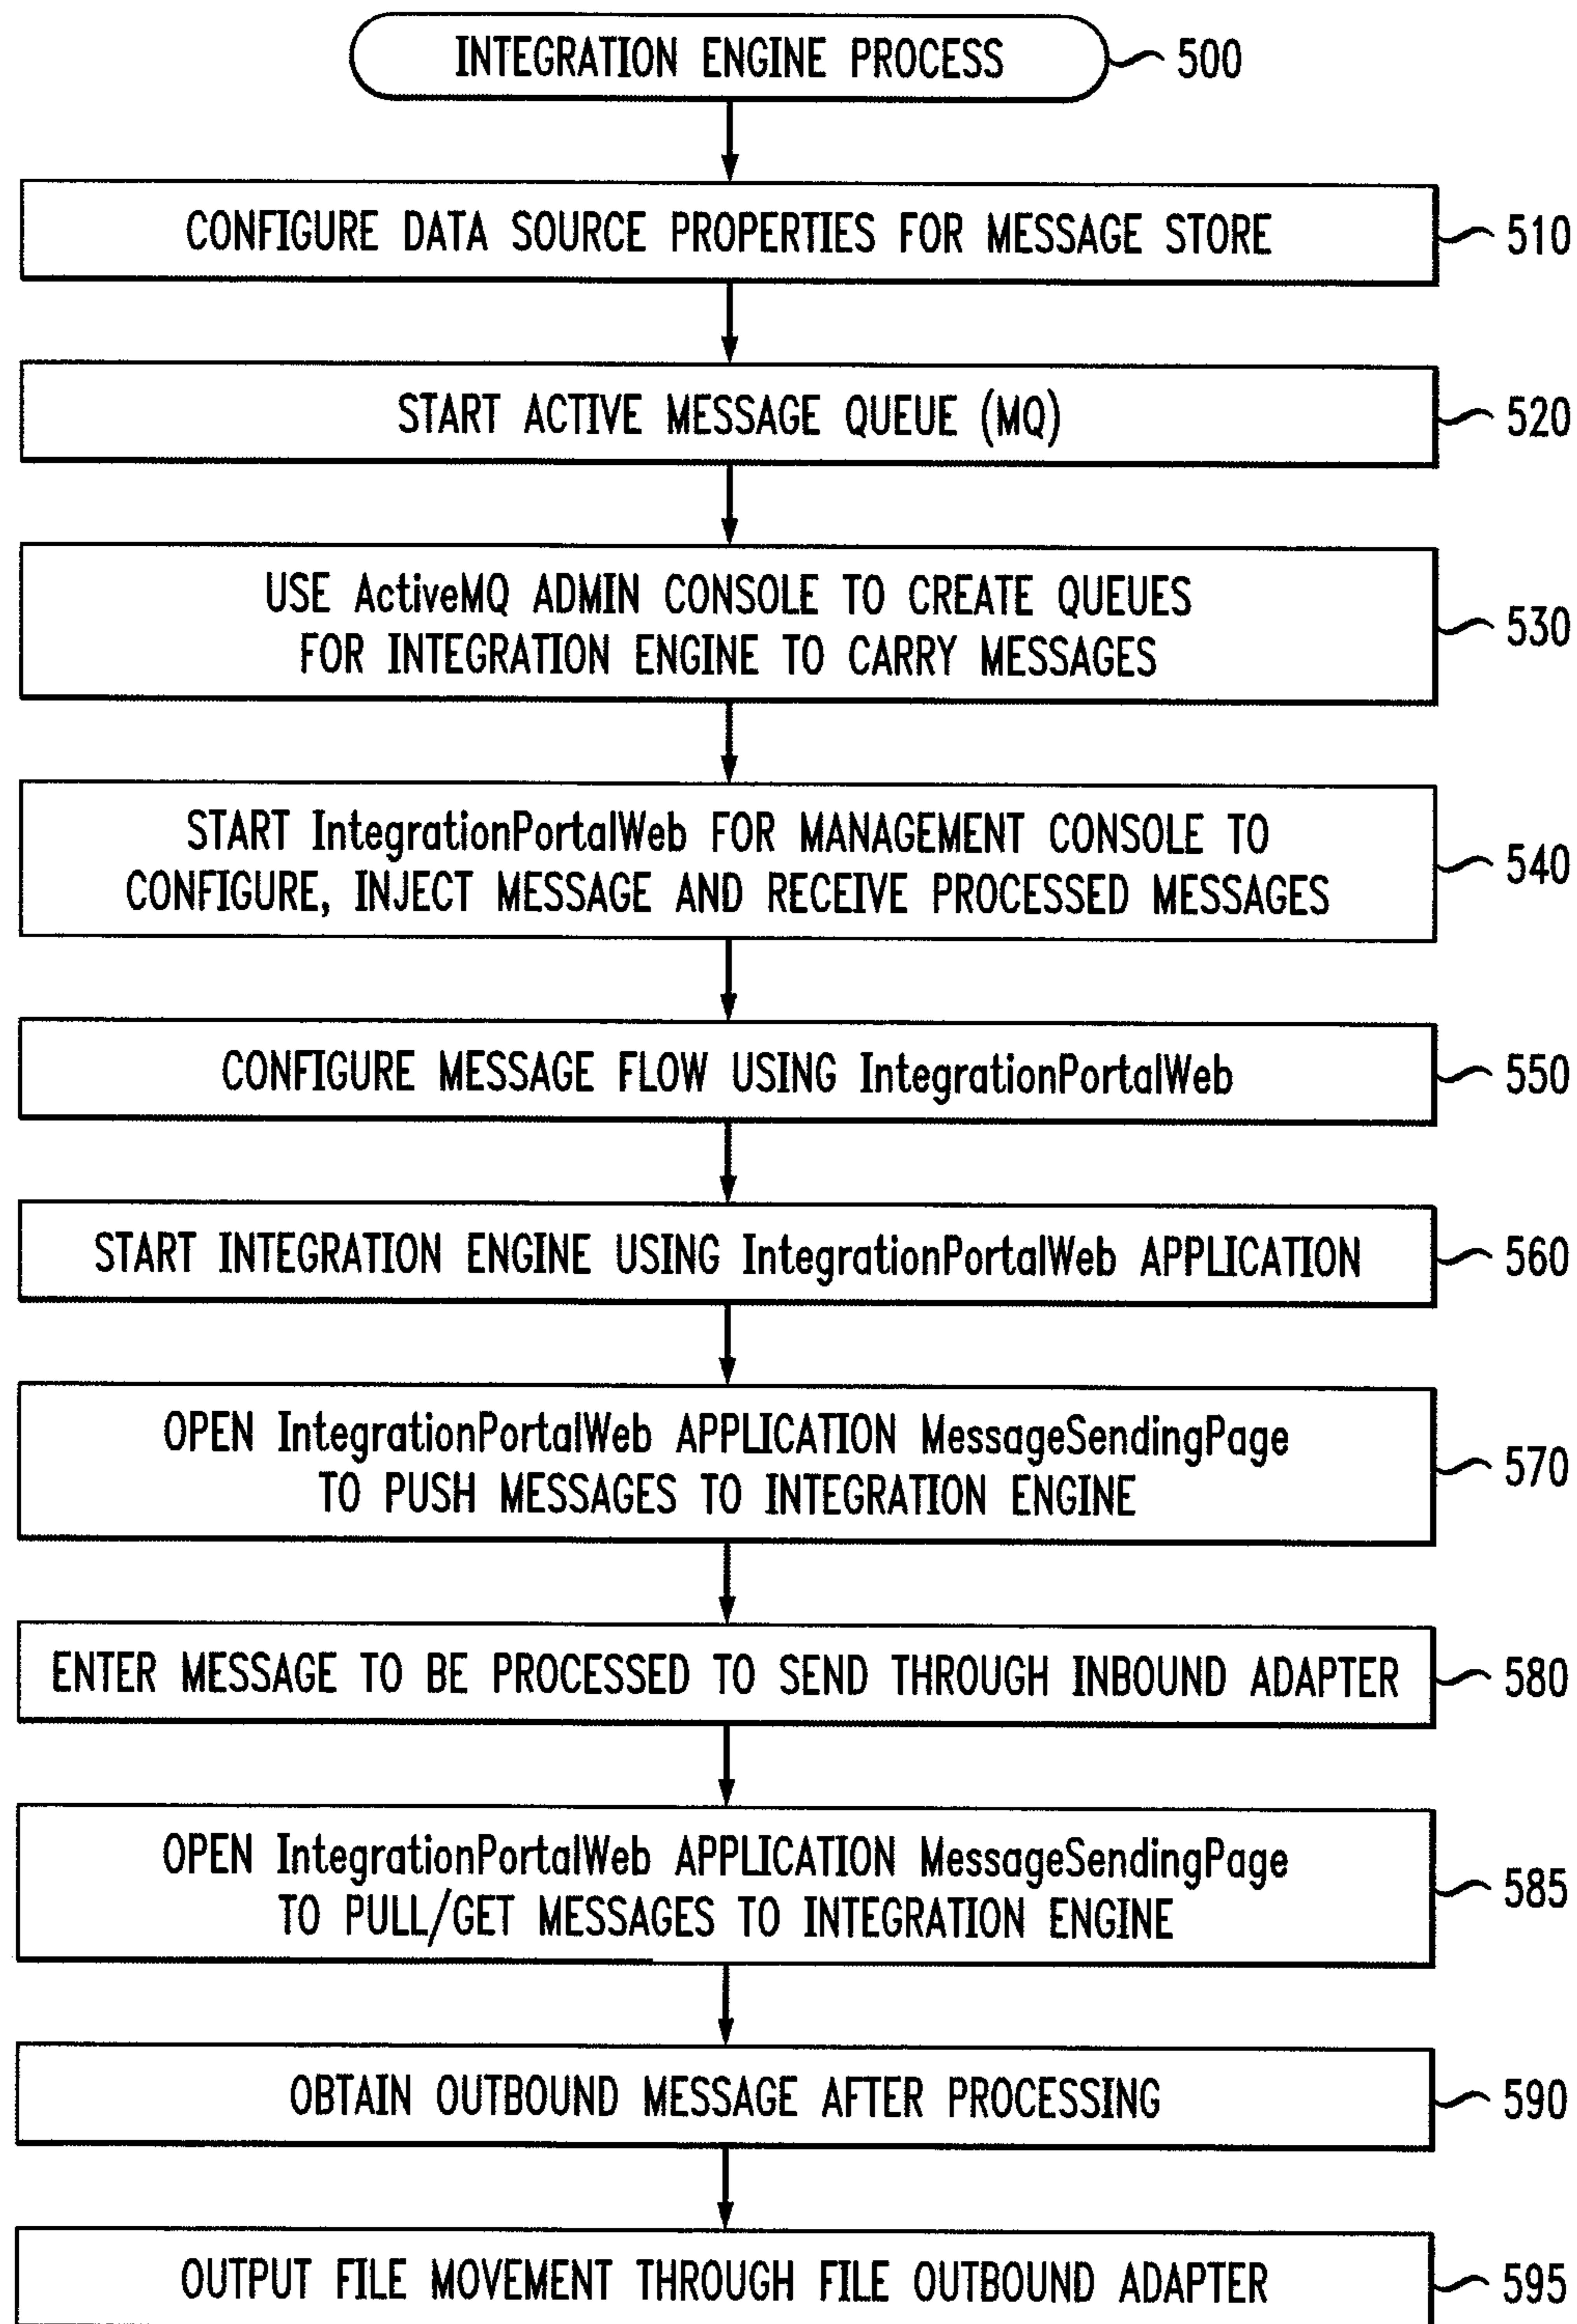 INTEGRATION ENGINE PROCESS 500
CONFIGURE DATA SOURCE PROPERTIES FOR MESSAGE STORE 510
START ACTIVE MESSAGE QUEUE (MQ) 520
USE ActiveMQ ADMIN CONSOLE TO CREATE QUEUES
FOR INTEGRATION ENGINE TO CARRY MESSAGES
530
START IntegrationPortalWeb FOR MANAGEMENT CONSOLE TO
CONFIGURE, INJECT MESSAGE AND RECEIVE PROCESSED MESSAGES
540
CONFIGURE MESSAGE FLOW USING IntegrationPortalWeb 550
START INTEGRATION ENGINE USING IntegrationPortalWeb APPLICATION 560
OPEN IntegrationPortalWeb APPLICATION MessageSendingPage
TO PUSH MESSAGES TO INTEGRATION ENGINE
570
ENTER MESSAGE TO BE PROCESSED TO SEND THROUGH INBOUND ADAPTER 580
OPEN IntegrationPortalWeb APPLICATION MessageSendingPage
TO PULL/GET MESSAGES TO INTEGRATION ENGINE
585
OBTAIN OUTBOUND MESSAGE AFTER PROCESSING 590
OUTPUT FILE MOVEMENT THROUGH FILE OUTBOUND ADAPTER 595